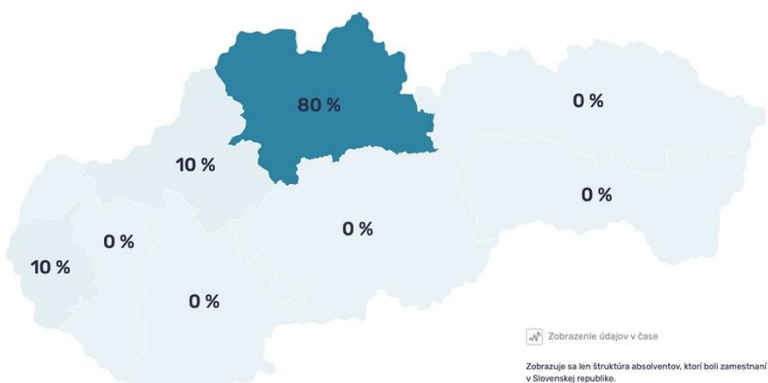 80 %
0 %
10 %
0 %
0 %
0 %
10 %
0 %
Zobrazenie údajov v čase
Zobrazuje sa len štruktúra absolventov, ktorí boli zamestnaní
v Slovenskej republike.